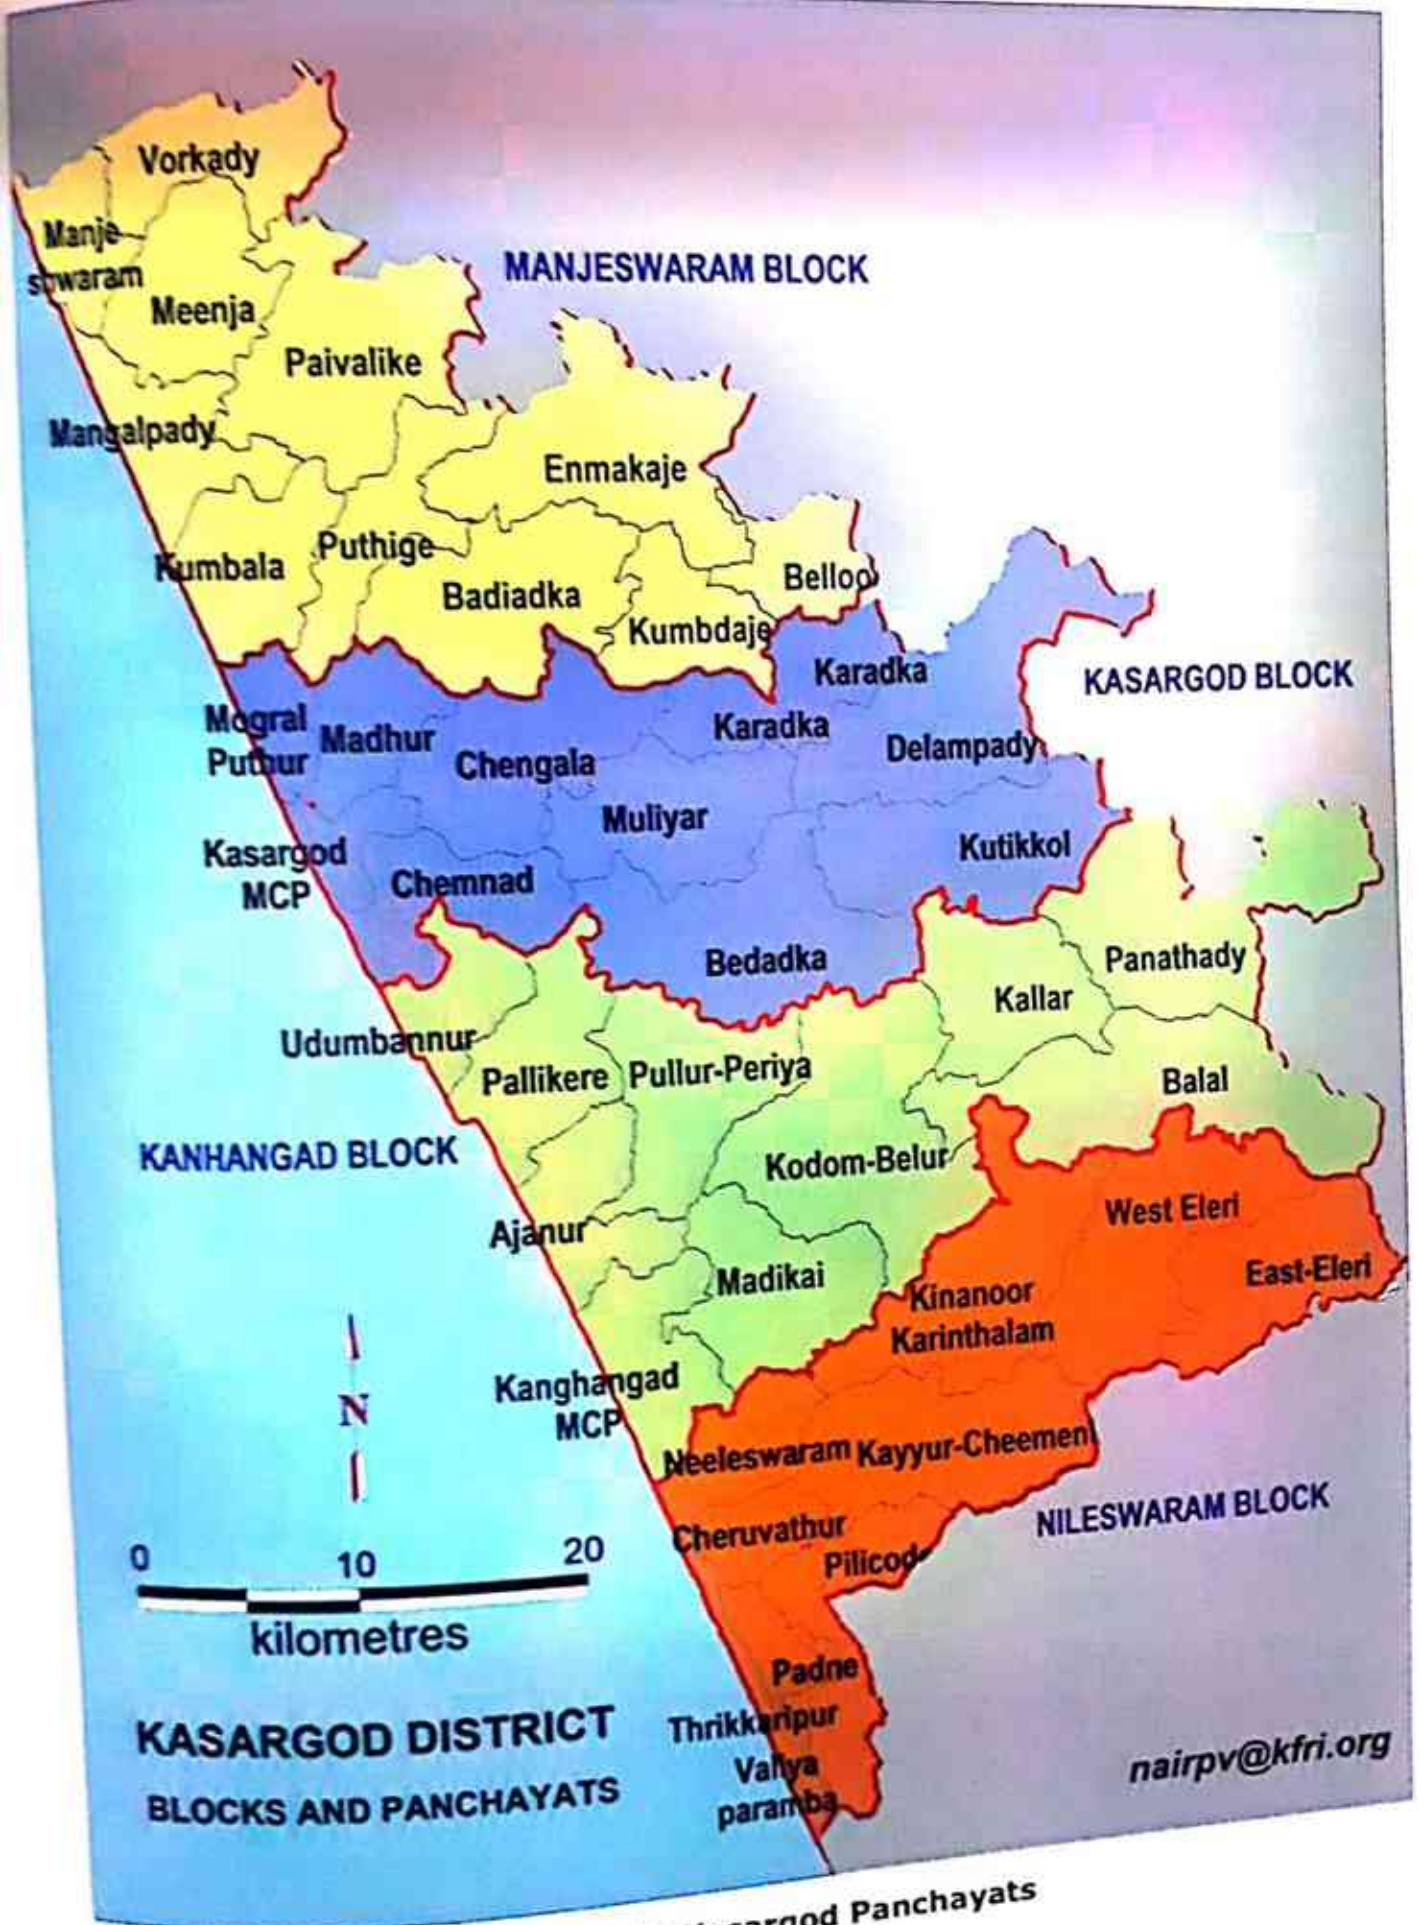 Vorkady
Manje
shwaram
MANJESWARAM BLOCK
Meenja
Paivalike
Mangalpady
Enmakaje
Kumbala
Puthige
Badiadka
Belloo
Kumbdaje
Karadka
KASARGOD BLOCK
Mogral
Puthur
Madhur
Karadka
Delampady
Chengala
Muliyar
Kutikkol
Kasargod
MCP
Chemnad
Bedadka
Panathady
Kallar
Udumbannur
Pallikere
Pullur-Periya
Balal
KANHANGAD BLOCK
Kodom-Belur
West Eleri
Ajanur
Madikai
East-Eleri
Kinanoor
Karinthalam
N
Kanghangad
MCP
Neeleswaram
Kayyur-Cheemeni
NILESWARAM BLOCK
Cheruvathur
Pilicode
0 10 20
kilometres
Padne
Thrikkaripur
Valiya
paramba
KASARGOD DISTRICT
BLOCKS AND PANCHAYATS
nairpv@kfri.org
Panchayats